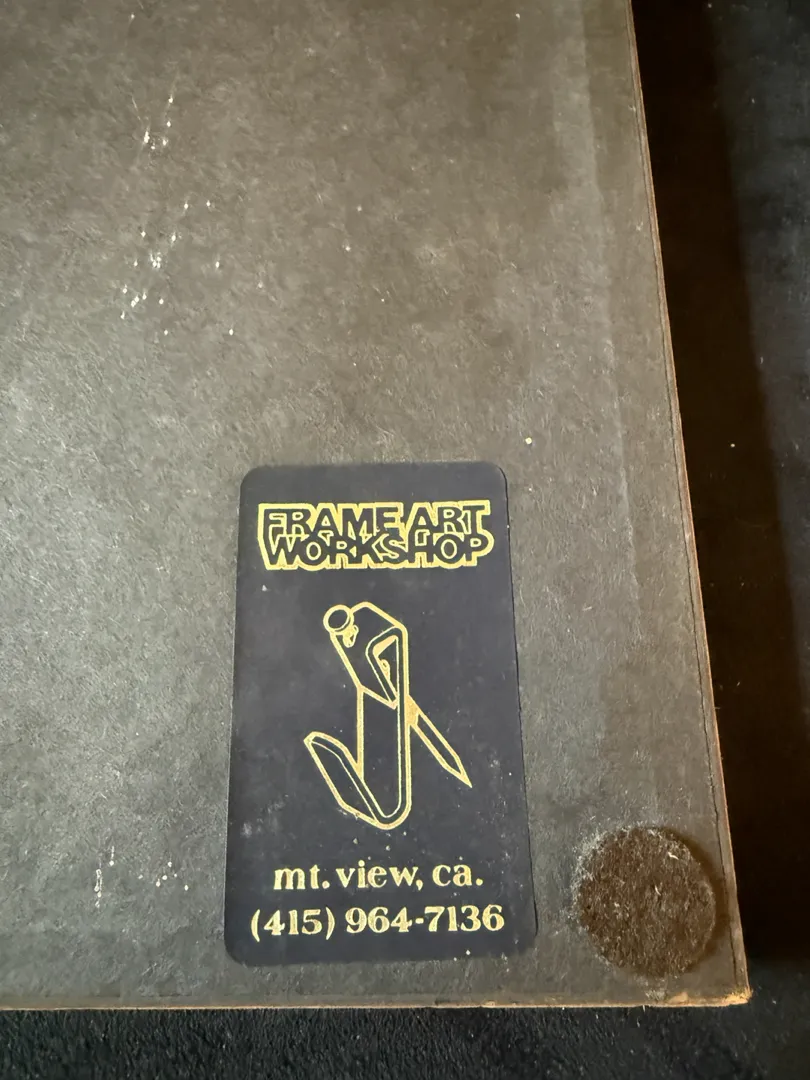 FRAME ART
WORKSHOP
mt. view, ca.
(415) 964-7136